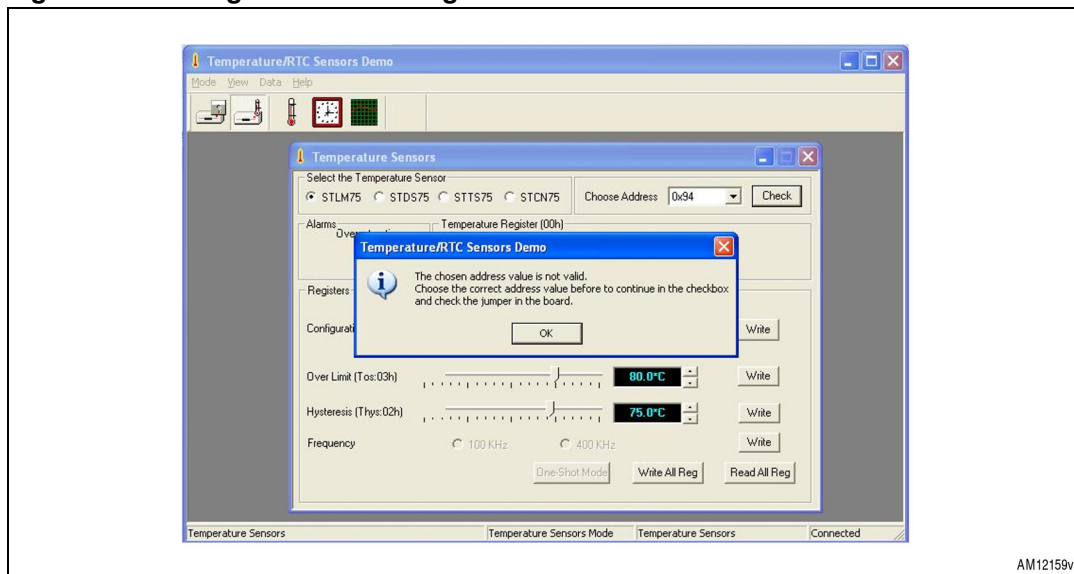 Temperature/RTC Sensors Demo
Mode View Data Help
Temperature Sensors
Select the Temperature Sensor
STLM75 STDS75 STTS75 STCN75 Choose Address 0x94 Check
Alarms Temperature Register (00h)
Temperature/RTC Sensors Demo
The chosen address value is not valid.
Choose the correct address value before to continue in the checkbox
and check the jumper in the board.
OK
Registers
Write
Over Limit (Tos:03h) 80.0°C Write
Hysteresis (Thys:02h) 75.0°C Write
Frequency 100 KHz 400 KHz Write
One-Shot Mode Write All Reg Read All Reg
Temperature Sensors Temperature Sensors Mode Temperature Sensors Connected
AM12159v